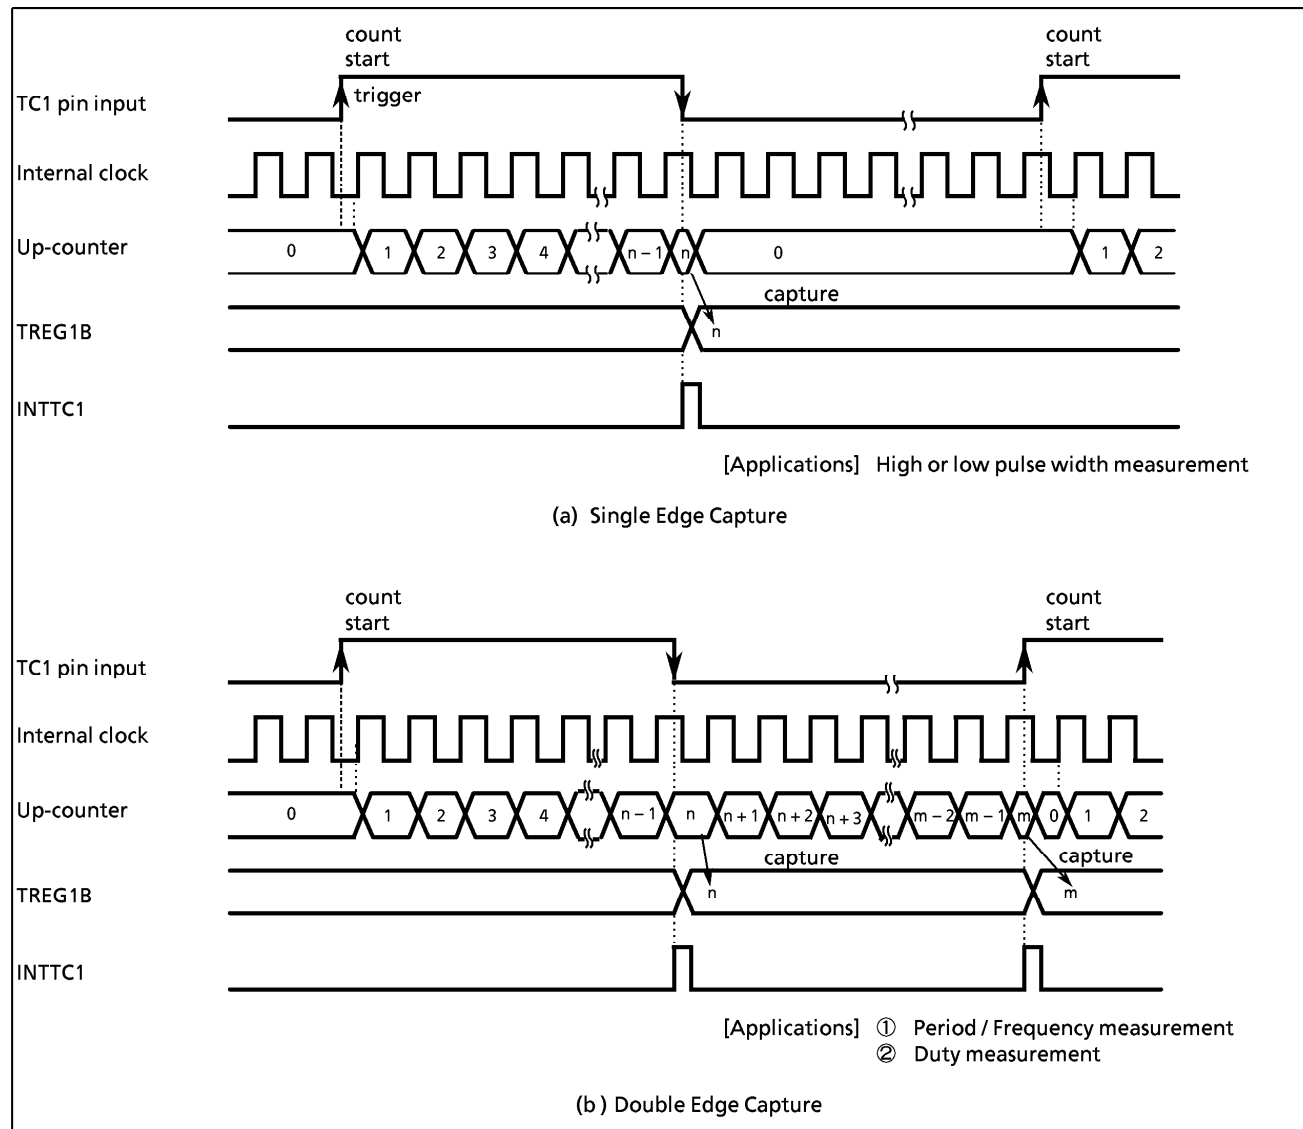 count
start
count
start
TC1 pin input
trigger
Internal clock
Up-counter
0 1 2 3 4 n – 1 n 0 1 2
capture
TREG1B
n
INTTC1
[Applications] High or low pulse width measurement
(a) Single Edge Capture
count
start
count
start
TC1 pin input
Internal clock
Up-counter
0 1 2 3 4 n – 1 n n + 1 n + 2 n + 3 m – 2 m – 1 m 0 1 2
capture
capture
TREG1B
n
m
INTTC1
[Applications] ① Period / Frequency measurement
② Duty measurement
(b ) Double Edge Capture